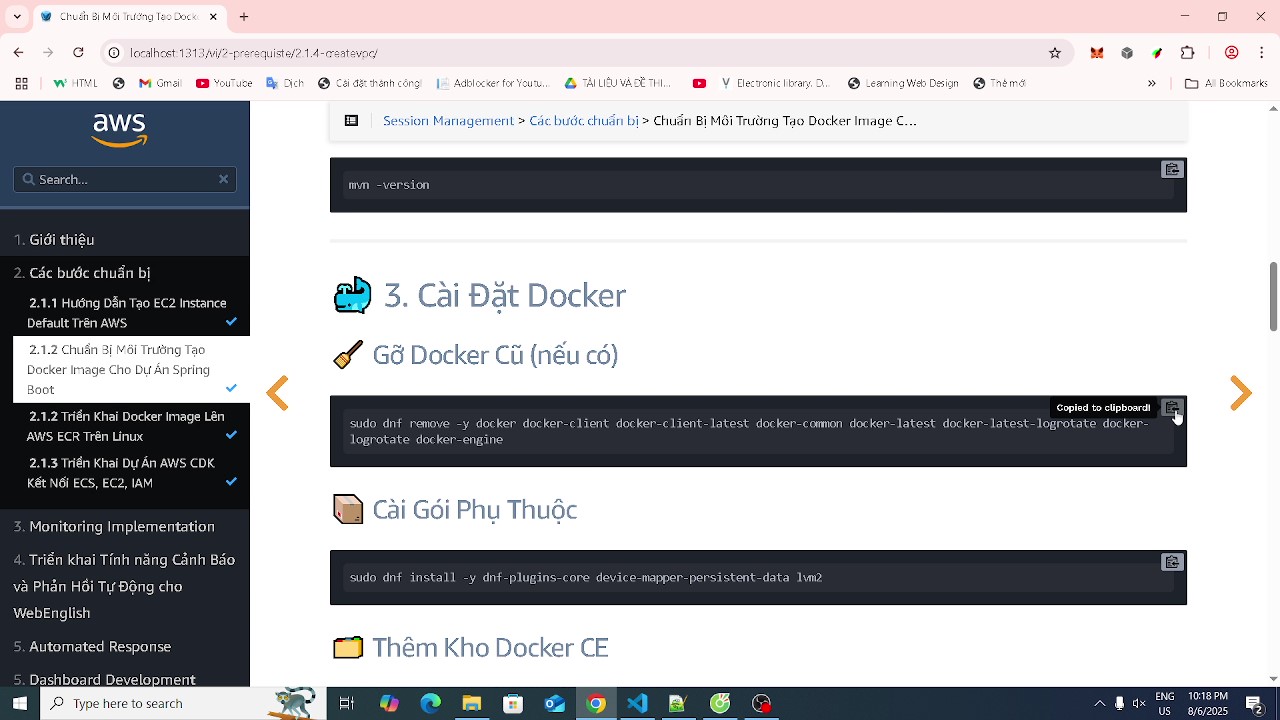 Chuẩn Bị Môi Trường Tạo Dock
localhost:1313/vi/2-prerequiste/2.1.4-createvpc/
HTML
Gmail
YouTube
Dịch
Cài đặt thành công!
Adblocker for Youtu...
TÀI LIỆU VÀ ĐỀ THI...
Electronic library. D...
Learning Web Design
Thẻ mới
»
All Bookmarks
aws
Search...
1. Giới thiệu
2. Các bước chuẩn bị
2.1.1 Hướng Dẫn Tạo EC2 Instance
Default Trên AWS
2.1.2 Chuẩn Bị Môi Trường Tạo
Docker Image Cho Dự Án Spring
Boot
2.1.2 Triển Khai Docker Image Lên
AWS ECR Trên Linux
2.1.3 Triển Khai Dự Án AWS CDK
Kết Nối ECS, EC2, IAM
3. Monitoring Implementation
4. Triển khai Tính năng Cảnh Báo
và Phản Hồi Tự Động cho
WebEnglish
5. Automated Response
5. Dashboard Development
Session Management > Các bước chuẩn bị > Chuẩn Bị Môi Trường Tạo Docker Image C...
mvn -version
3. Cài Đặt Docker
Gỡ Docker Cũ (nếu có)
Copied to clipboard!
sudo dnf remove -y docker docker-client docker-client-latest docker-common docker-latest docker-latest-logrotate docker-
logrotate docker-engine
Cài Gói Phụ Thuộc
sudo dnf install -y dnf-plugins-core device-mapper-persistent-data lvm2
Thêm Kho Docker CE
Type here to search
ENG
US
10:18 PM
8/6/2025
2